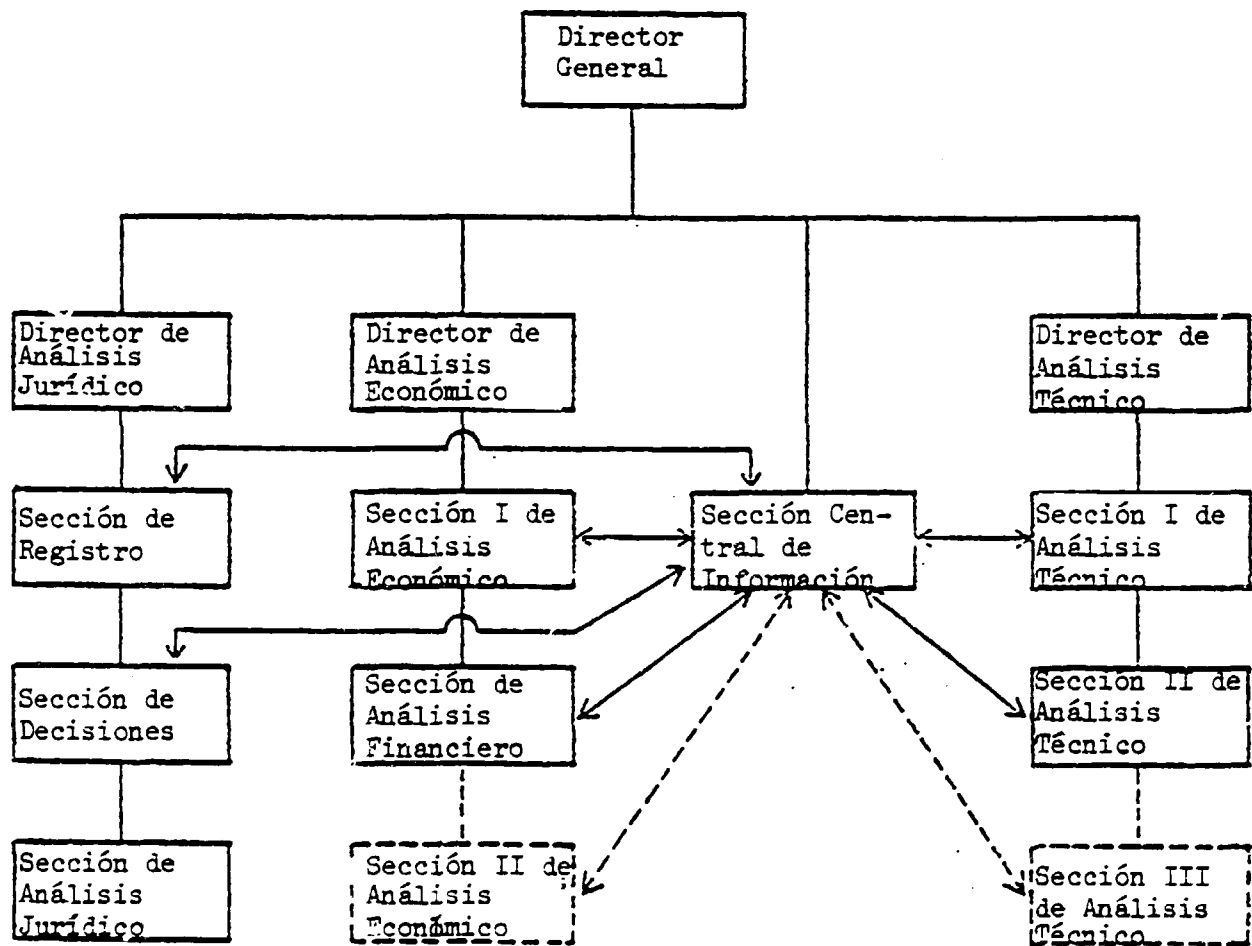 Director
General
Director de
Análisis
Jurídico
Director de
Análisis
Económico
Director de
Análisis
Técnico
Sección de
Registro
Sección I de
Análisis
Económico
Sección Cen-
tral de
Información
Sección I de
Análisis
Técnico
Sección de
Decisiones
Sección de
Análisis
Financiero
Sección II de
Análisis
Técnico
Sección de
Análisis
Jurídico
Sección II de
Análisis
Económico
Sección III
de Análisis
Técnico